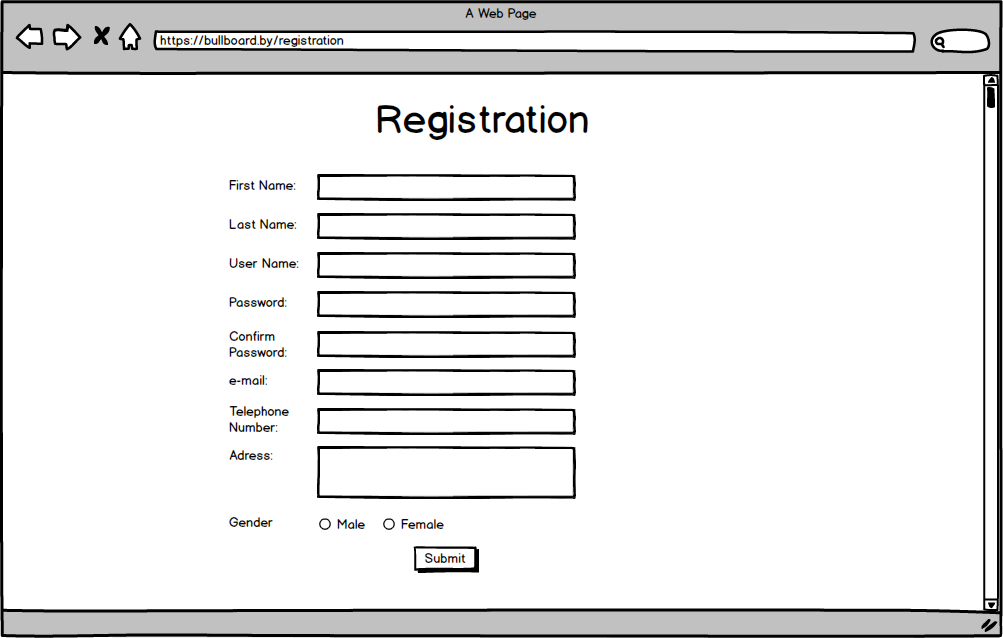 A Web Page
https://bullboard.by/registration
Registration
First Name:
Last Name:
User Name:
Password:
Confirm
Password:
e-mail:
Telephone
Number:
Adress:
Gender
Male
Female
Submit